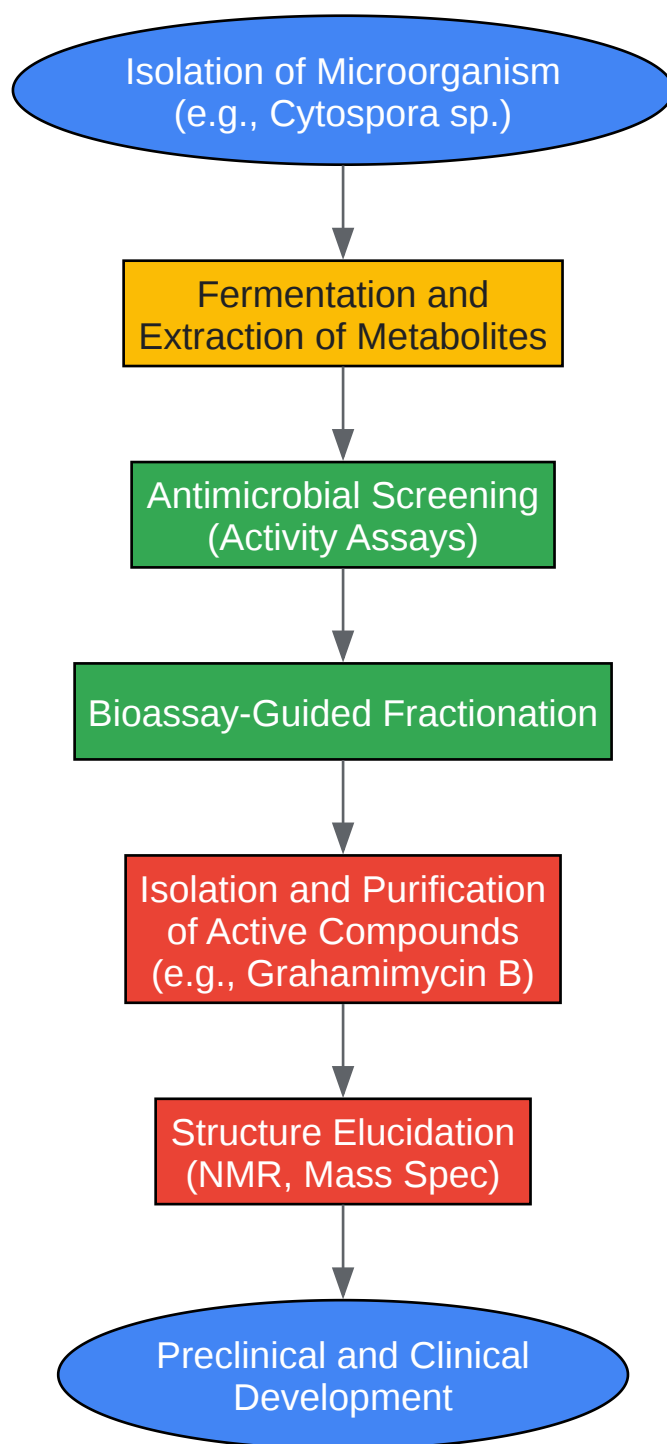 Isolation of Microorganism
(e.g., Cytospora sp.)
Fermentation and
Extraction of Metabolites
Antimicrobial Screening
(Activity Assays)
Bioassay-Guided Fractionation
Isolation and Purification
of Active Compounds
(e.g., Grahamimycin B)
Structure Elucidation
(NMR, Mass Spec)
Preclinical and Clinical
Development